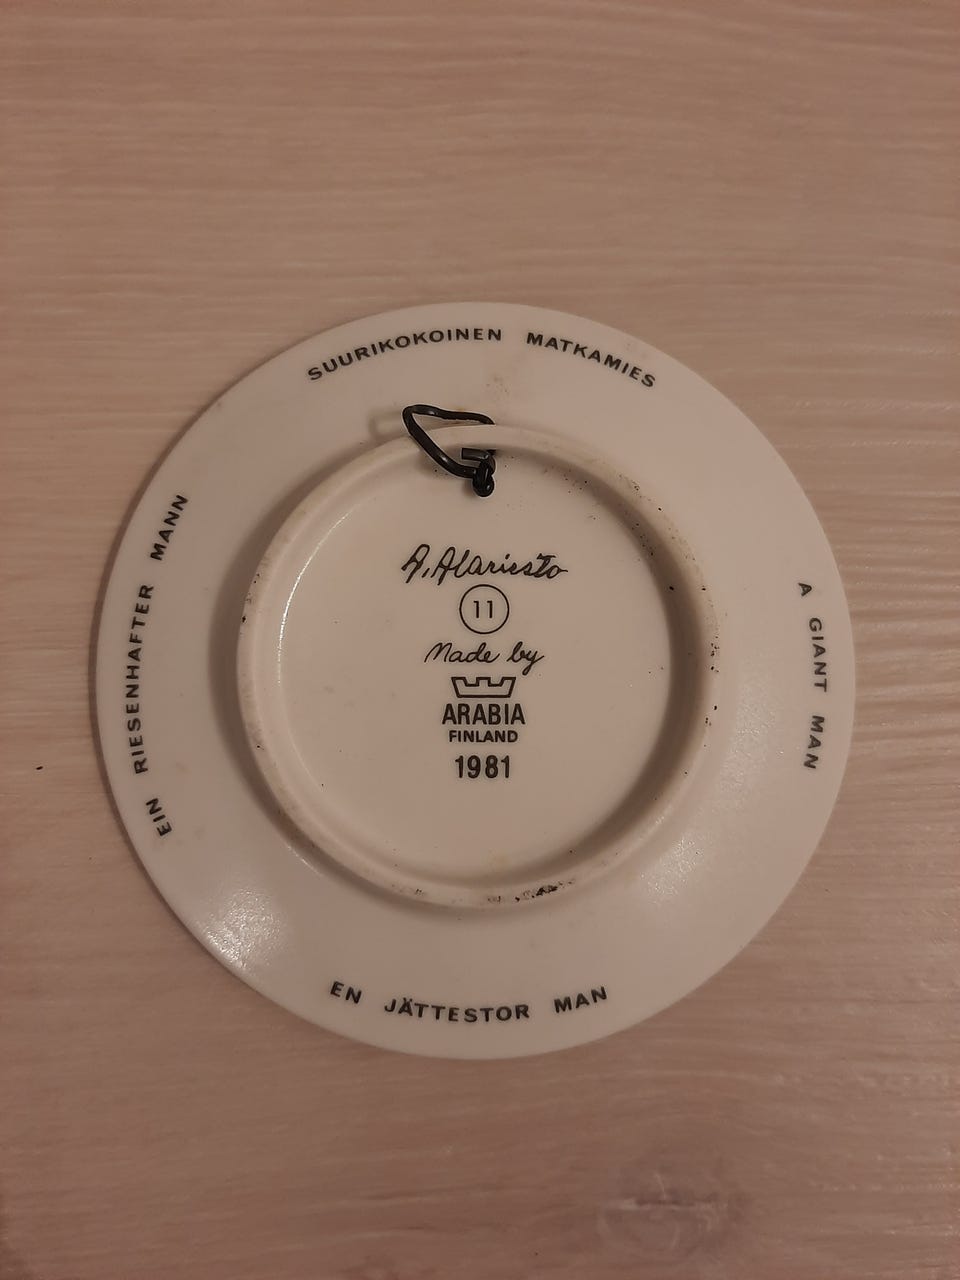 SUURIKOKOINEN MATKAMIES
A GIANT MAN
EN JÄTTESTOR MAN
EIN RIESENHAFTER MANN
A. Alariesto
11
Made by
ARABIA
FINLAND
1981